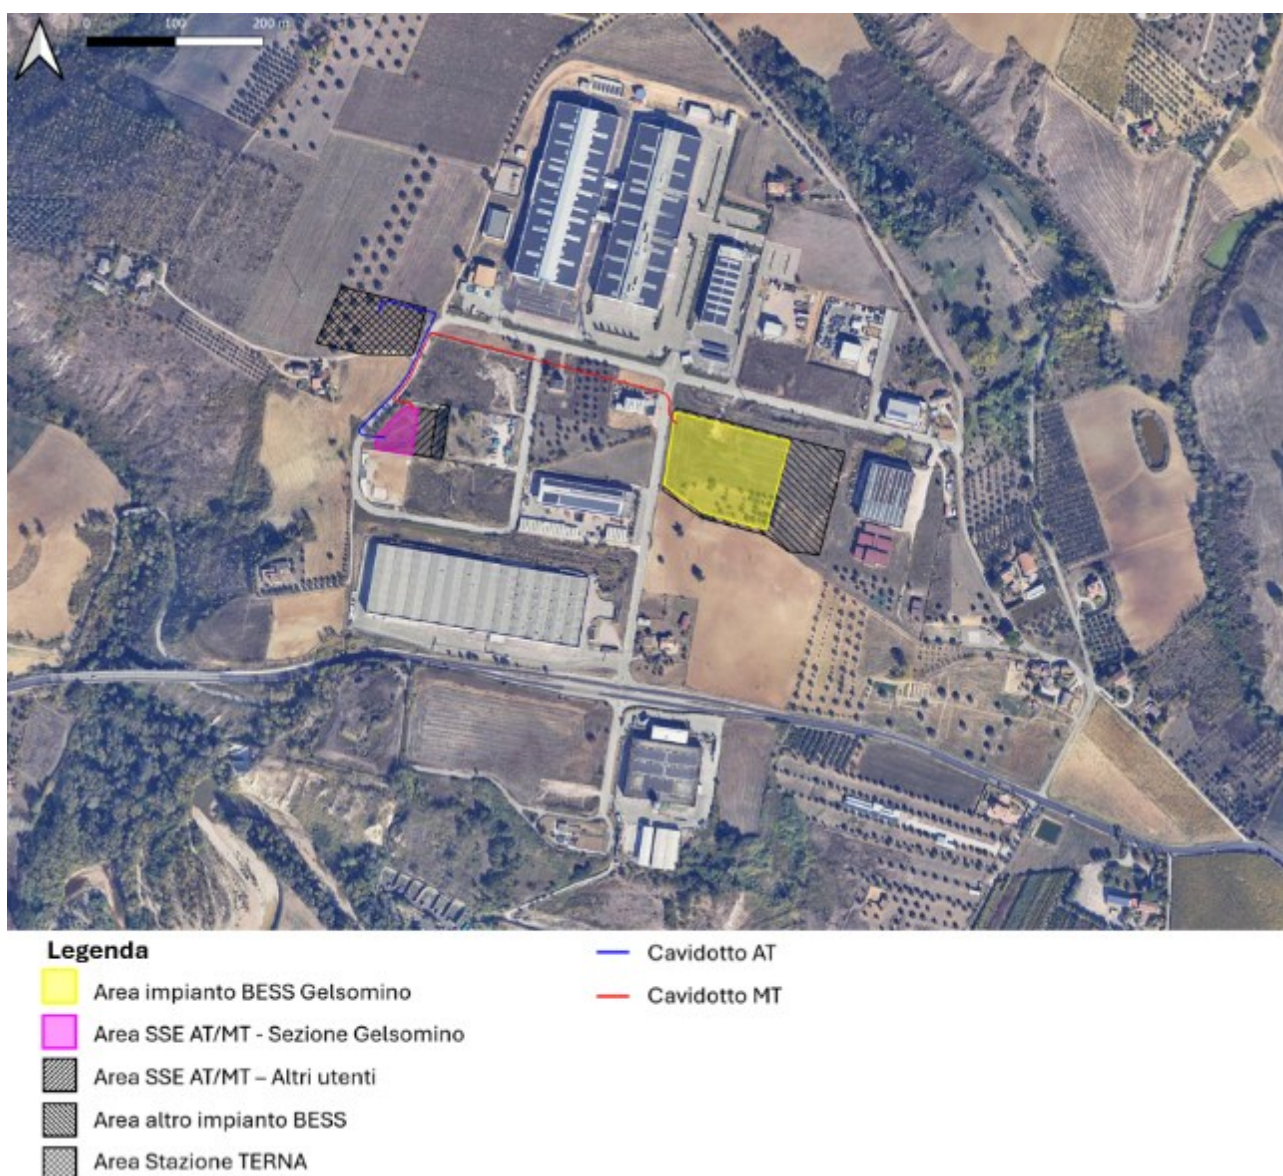 0 100 200 m
Legenda
Area impianto BESS Gelsomino
Area SSE AT/MT - Sezione Gelsomino
Area SSE AT/MT – Altri utenti
Area altro impianto BESS
Area Stazione TERNA
Cavidotto AT
Cavidotto MT